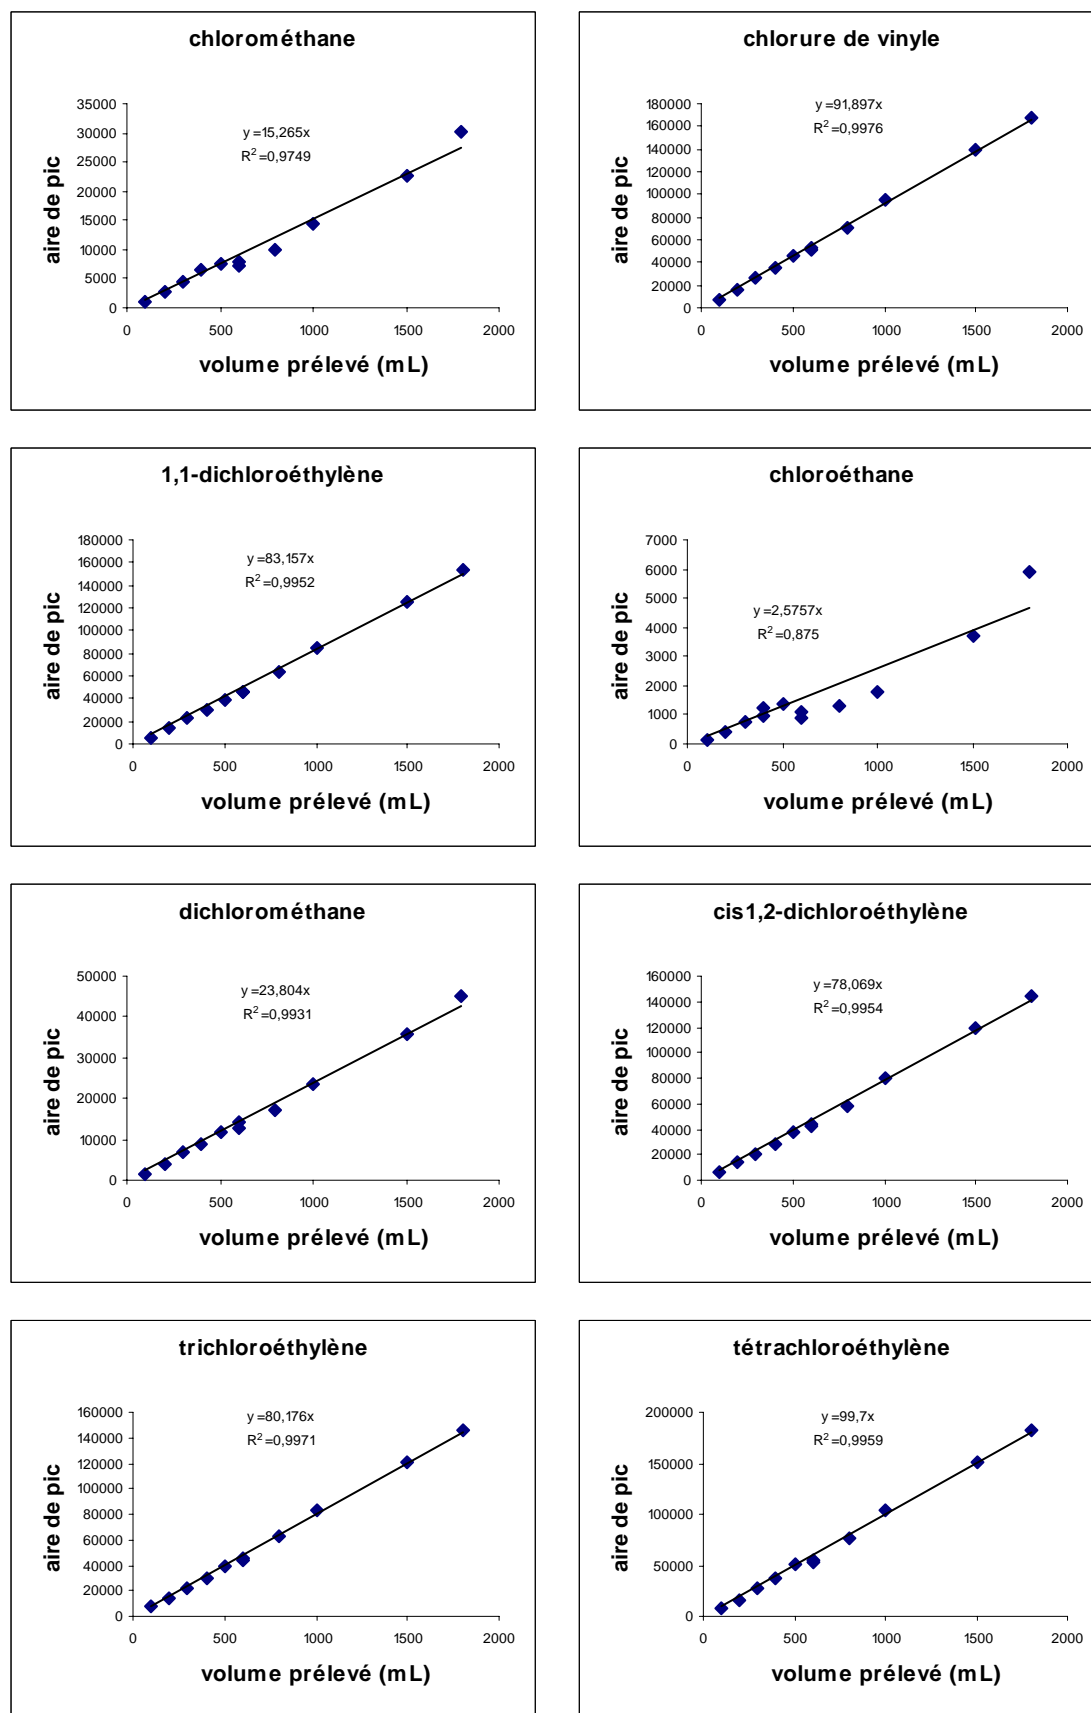 chlorométhane
y = 15,265x
R² = 0,9749
35000
30000
25000
20000
15000
10000
5000
0
0 500 1000 1500 2000
aire de pic
volume prélevé (mL)
chlorure de vinyle
y = 91,897x
R² = 0,9976
180000
160000
140000
120000
100000
80000
60000
40000
20000
0
0 500 1000 1500 2000
aire de pic
volume prélevé (mL)
1,1-dichloroéthylène
y = 83,157x
R² = 0,9952
180000
160000
140000
120000
100000
80000
60000
40000
20000
0
0 500 1000 1500 2000
aire de pic
volume prélevé (mL)
chloroéthane
y = 2,5757x
R² = 0,875
7000
6000
5000
4000
3000
2000
1000
0
0 500 1000 1500 2000
aire de pic
volume prélevé (mL)
dichlorométhane
y = 23,804x
R² = 0,9931
50000
40000
30000
20000
10000
0
0 500 1000 1500 2000
aire de pic
volume prélevé (mL)
cis1,2-dichloroéthylène
y = 78,069x
R² = 0,9954
160000
140000
120000
100000
80000
60000
40000
20000
0
0 500 1000 1500 2000
aire de pic
volume prélevé (mL)
trichloroéthylène
y = 80,176x
R² = 0,9971
160000
140000
120000
100000
80000
60000
40000
20000
0
0 500 1000 1500 2000
aire de pic
volume prélevé (mL)
tétrachloroéthylène
y = 99,7x
R² = 0,9959
200000
150000
100000
50000
0
0 500 1000 1500 2000
aire de pic
volume prélevé (mL)